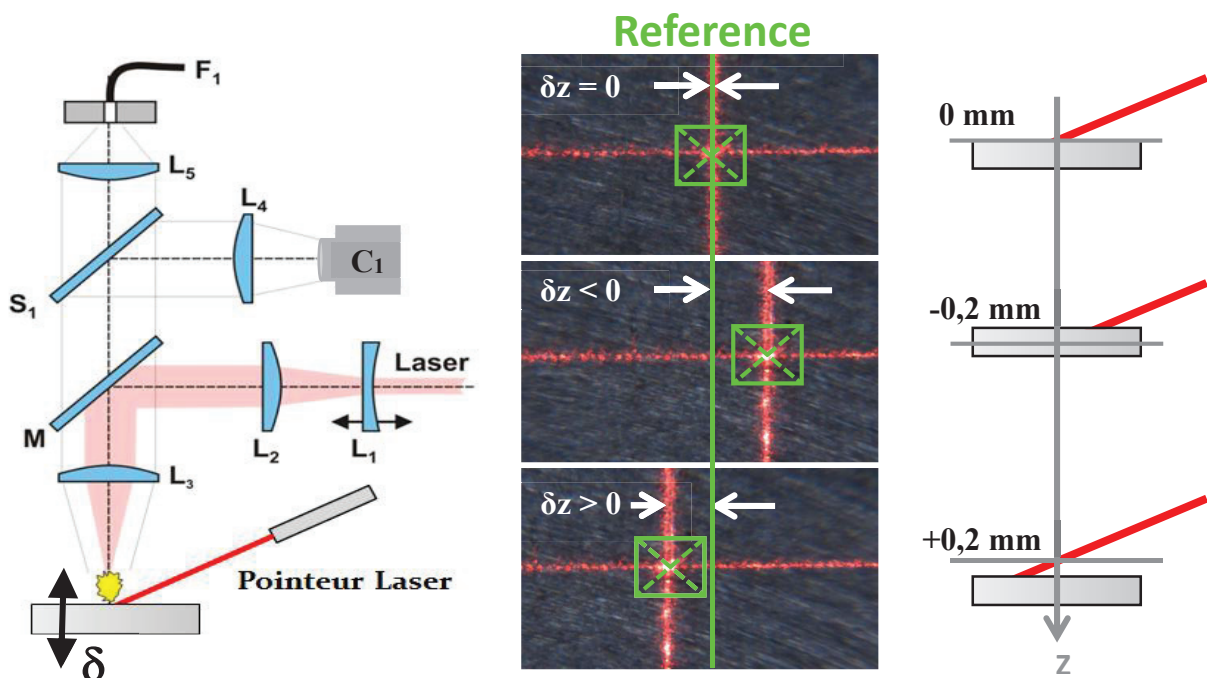 F₁
L₅
L₄
C₁
S₁
Laser
M
L₂
L₁
L₃
Pointeur Laser
δ
Reference
δz = 0
δz < 0
δz > 0
0 mm
-0,2 mm
+0,2 mm
z